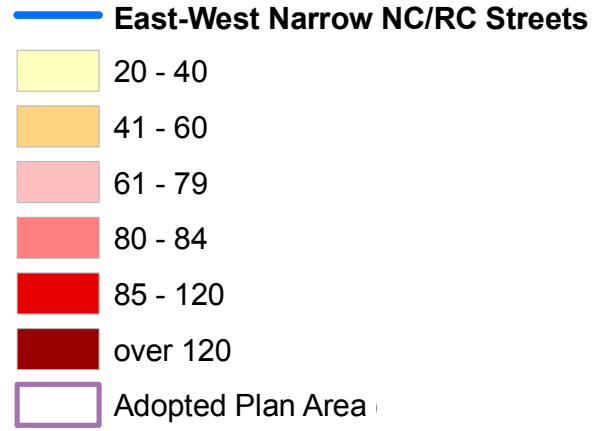 East-West Narrow NC/RC Streets
20 - 40
41 - 60
61 - 79
80 - 84
85 - 120
over 120
Adopted Plan Area